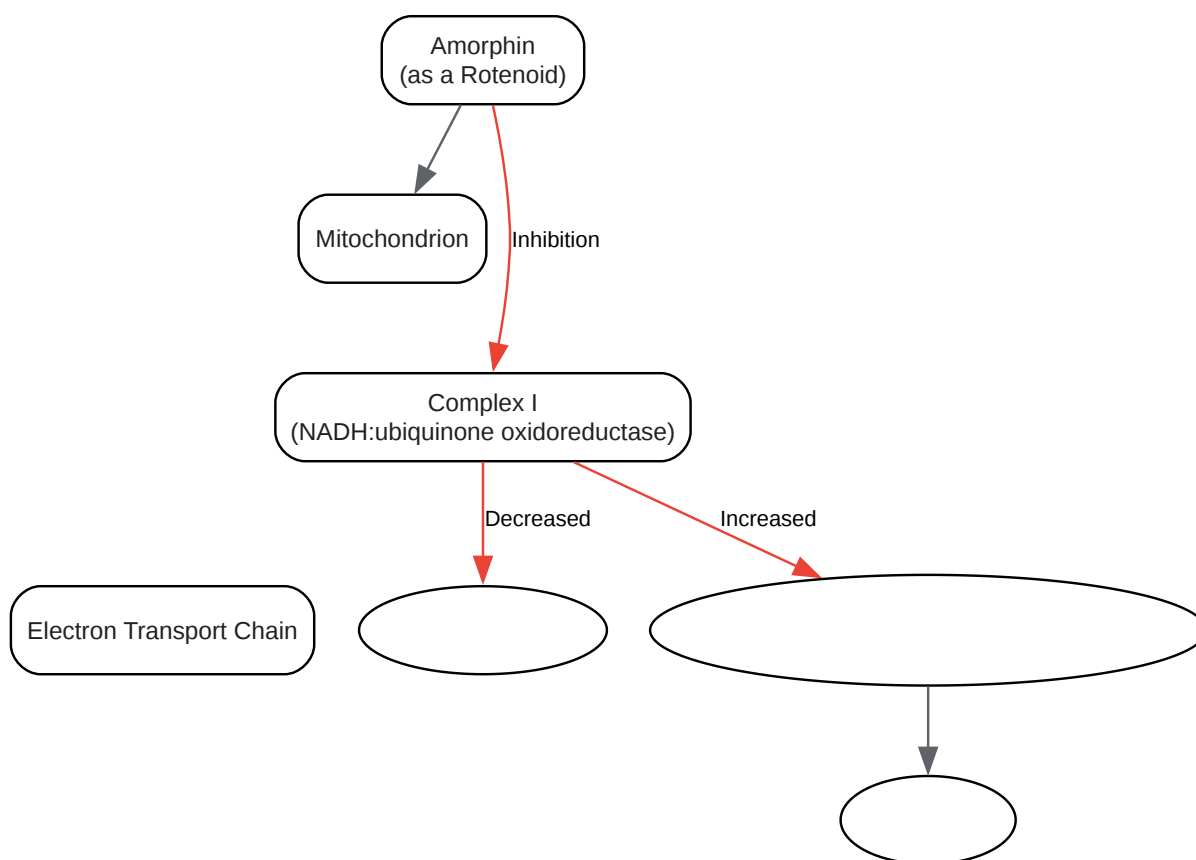 Amorphin
(as a Rotenoid)
Mitochondrion
Inhibition
Complex I
(NADH:ubiquinone oxidoreductase)
Decreased
Increased
Electron Transport Chain